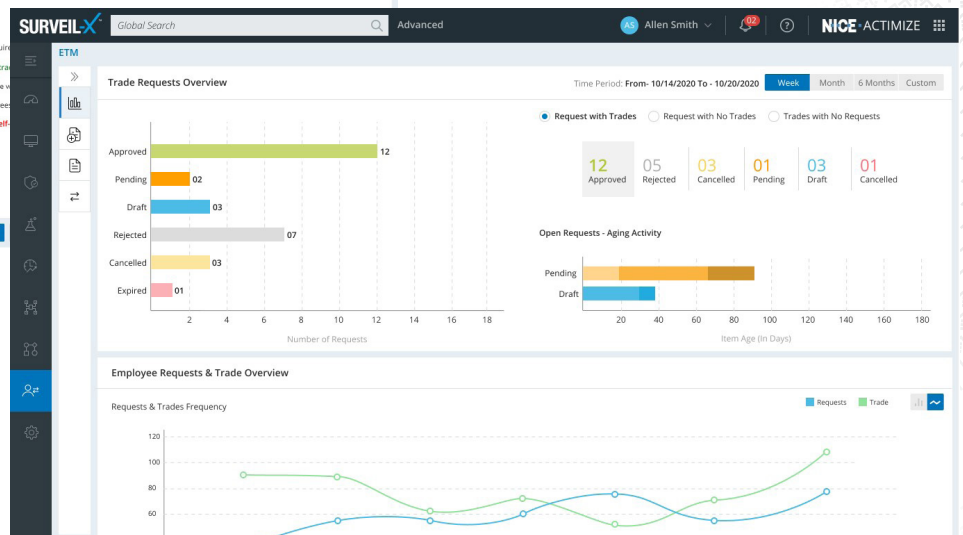 SURVEIL-X
Global Search
Advanced
AS
Allen Smith
02
?
NICE·ACTIMIZE
ETM
Trade Requests Overview
Time Period: From- 10/14/2020 To - 10/20/2020
Week Month 6 Months Custom
Request with Trades Request with No Trades Trades with No Requests
Approved 12
Pending 02
Draft 03
Rejected 07
Cancelled 03
Expired 01
2 4 6 8 10 12 14 16 18
Number of Requests
12 05 03 01 03 01
Approved Rejected Cancelled Pending Draft Cancelled
Open Requests - Aging Activity
Pending
Draft
20 40 60 80 100 120 140 160 180
Item Age (In Days)
Employee Requests & Trade Overview
Requests & Trades Frequency
Requests Trade
120
100
80
60